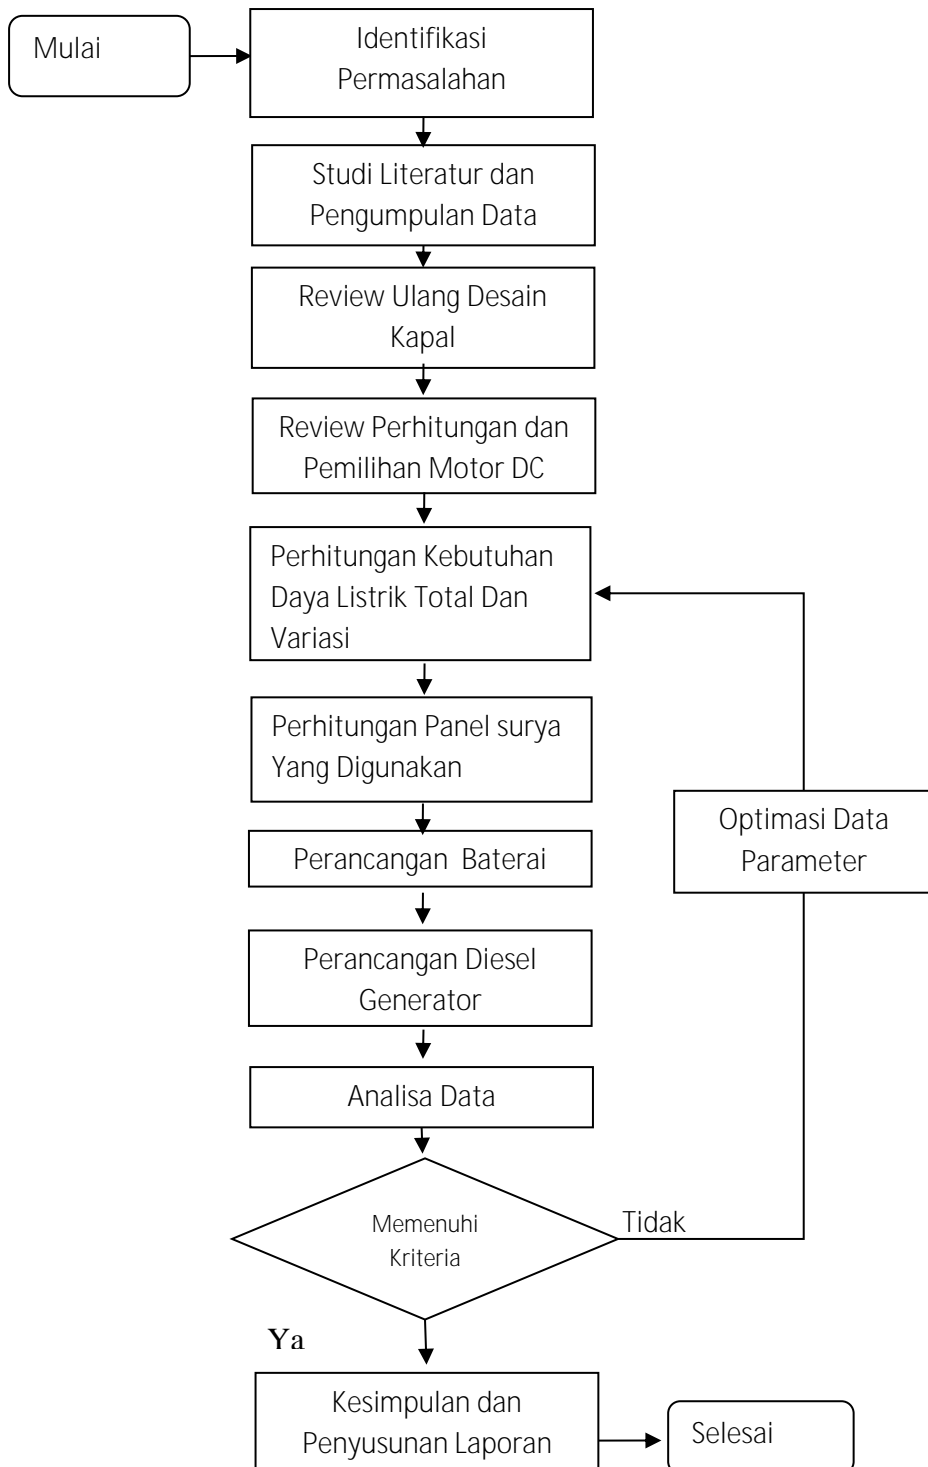 Mulai
Identifikasi
Permasalahan
Studi Literatur dan
Pengumpulan Data
Review Ulang Desain
Kapal
Review Perhitungan dan
Pemilihan Motor DC
Perhitungan Kebutuhan
Daya Listrik Total Dan
Variasi
Perhitungan Panel surya
Yang Digunakan
Perancangan Baterai
Optimasi Data
Parameter
Perancangan Diesel
Generator
Analisa Data
Memenuhi
Kriteria
Tidak
Ya
Kesimpulan dan
Penyusunan Laporan
Selesai